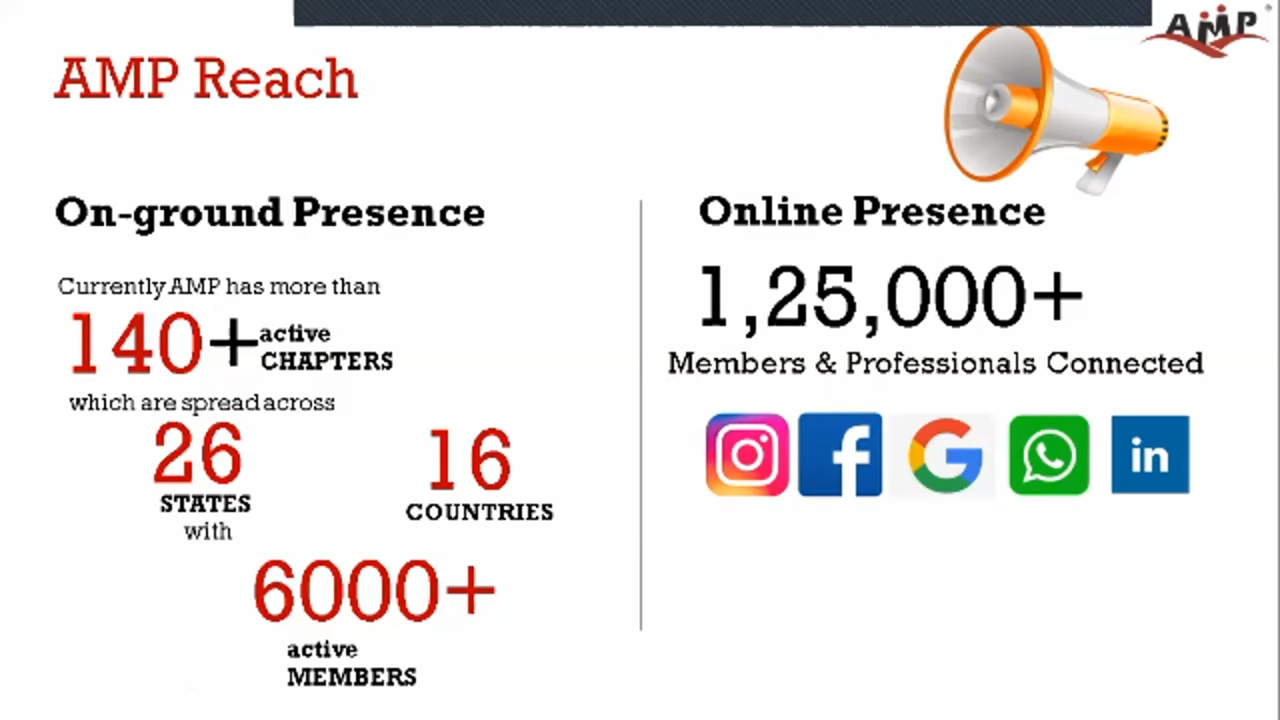 AMP
AMP Reach
On-ground Presence
Currently AMP has more than
140+ active
CHAPTERS
which are spread across
26
STATES
with
16
COUNTRIES
6000+
active
MEMBERS
Online Presence
1,25,000+
Members & Professionals Connected
in